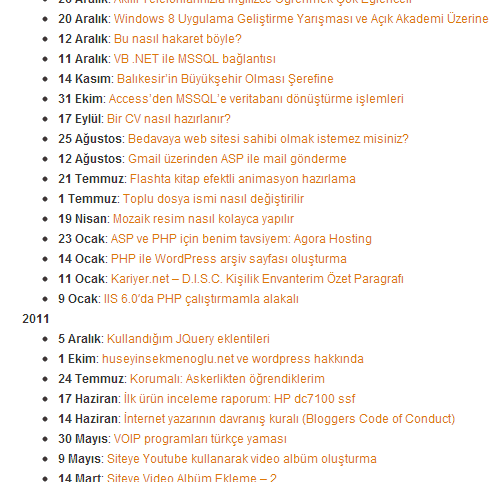 20 Aralık: Akıllı Telefonlarınızla İngilizce Öğrenmek Çok Eğlenceli
20 Aralık: Windows 8 Uygulama Geliştirme Yarışması ve Açık Akademi Üzerine
12 Aralık: Bu nasıl hakaret böyle?
11 Aralık: VB .NET ile MSSQL bağlantısı
14 Kasım: Balıkesir'in Büyükşehir Olması Şerefine
31 Ekim: Access'den MSSQL'e veritabanı dönüştürme işlemleri
17 Eylül: Bir CV nasıl hazırlanır?
25 Ağustos: Bedavaya web sitesi sahibi olmak istemez misiniz?
12 Ağustos: Gmail üzerinden ASP ile mail gönderme
21 Temmuz: Flashta kitap efektli animasyon hazırlama
1 Temmuz: Toplu dosya ismi nasıl değiştirilir
19 Nisan: Mozaik resim nasıl kolayca yapılır
23 Ocak: ASP ve PHP için benim tavsiyem: Agora Hosting
14 Ocak: PHP ile WordPress arşiv sayfası oluşturma
11 Ocak: Kariyer.net – D.I.S.C. Kişilik Envanterim Özet Paragrafı
9 Ocak: IIS 6.0'da PHP çalıştırmamla alakalı
2011
5 Aralık: Kullandığım JQuery eklentileri
1 Ekim: huseyinsekmenoglu.net ve wordpress hakkında
24 Temmuz: Korumalı: Askerlikten öğrendiklerim
17 Haziran: İlk ürün inceleme raporum: HP dc7100 ssf
14 Haziran: İnternet yazarının davranış kuralı (Bloggers Code of Conduct)
30 Mayıs: VOIP programları türkçe yaması
9 Mayıs: Siteye Youtube kullanarak video albüm oluşturma
14 Mart: Siteye Video Albüm Ekleme – 2